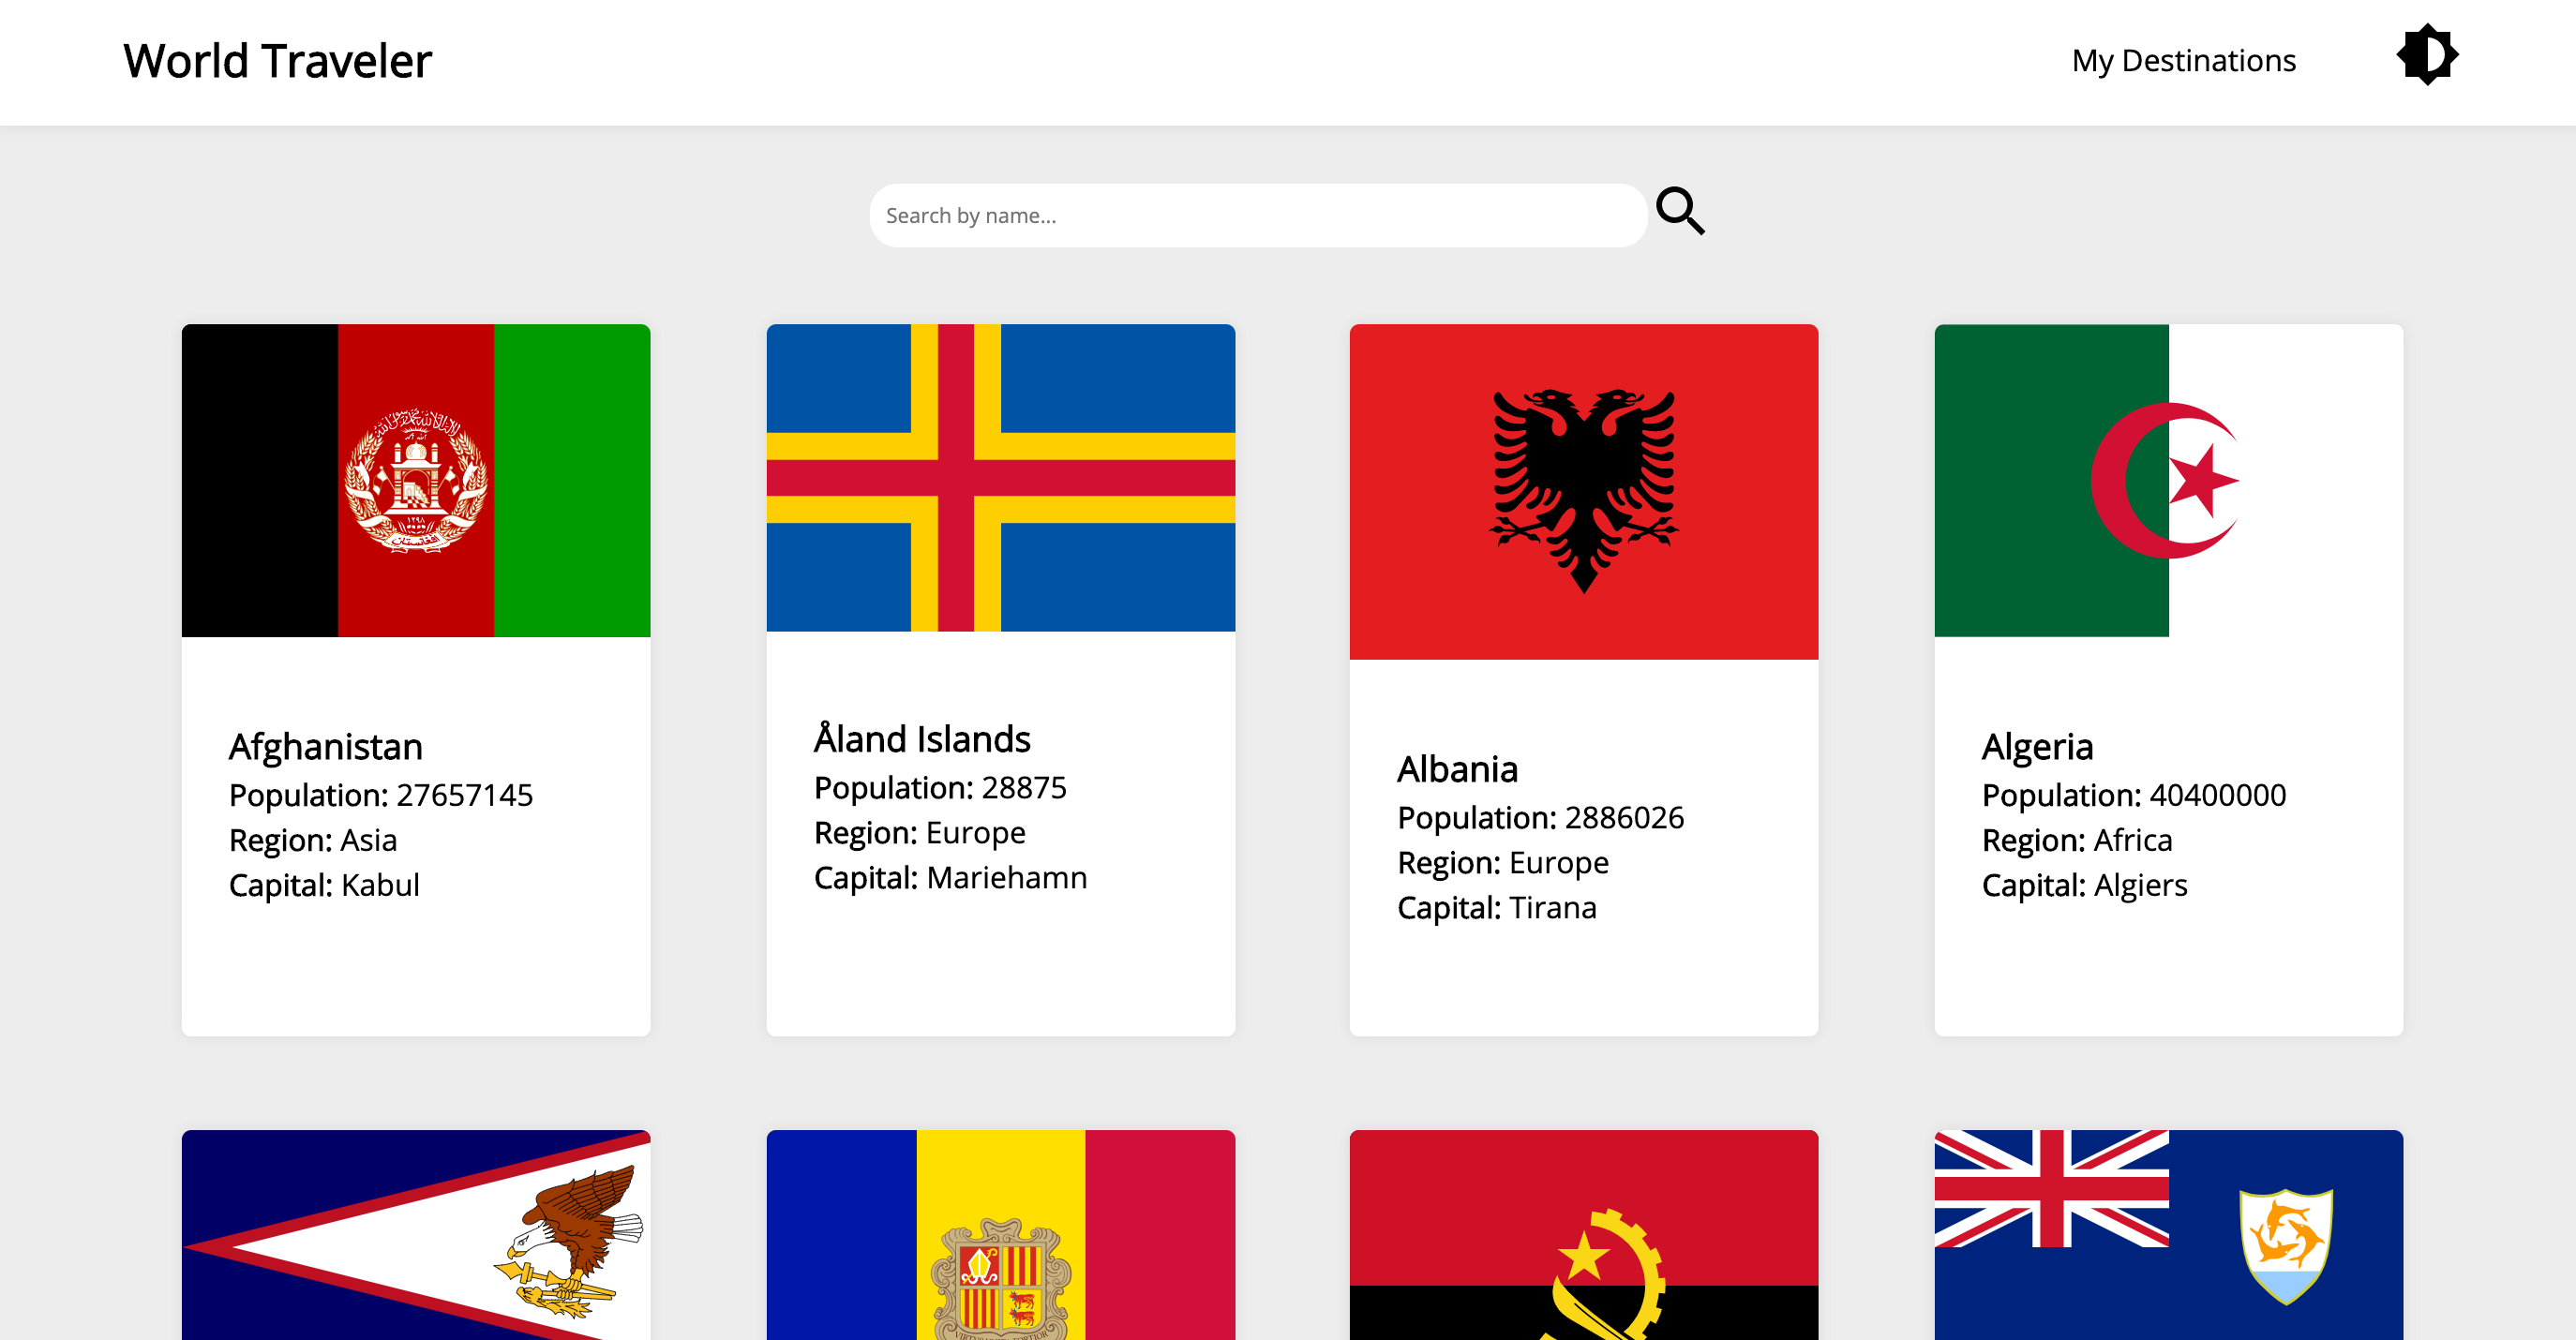 World Traveler
My Destinations
Search by name...
Afghanistan
Population: 27657145
Region: Asia
Capital: Kabul
Åland Islands
Population: 28875
Region: Europe
Capital: Mariehamn
Albania
Population: 2886026
Region: Europe
Capital: Tirana
Algeria
Population: 40400000
Region: Africa
Capital: Algiers